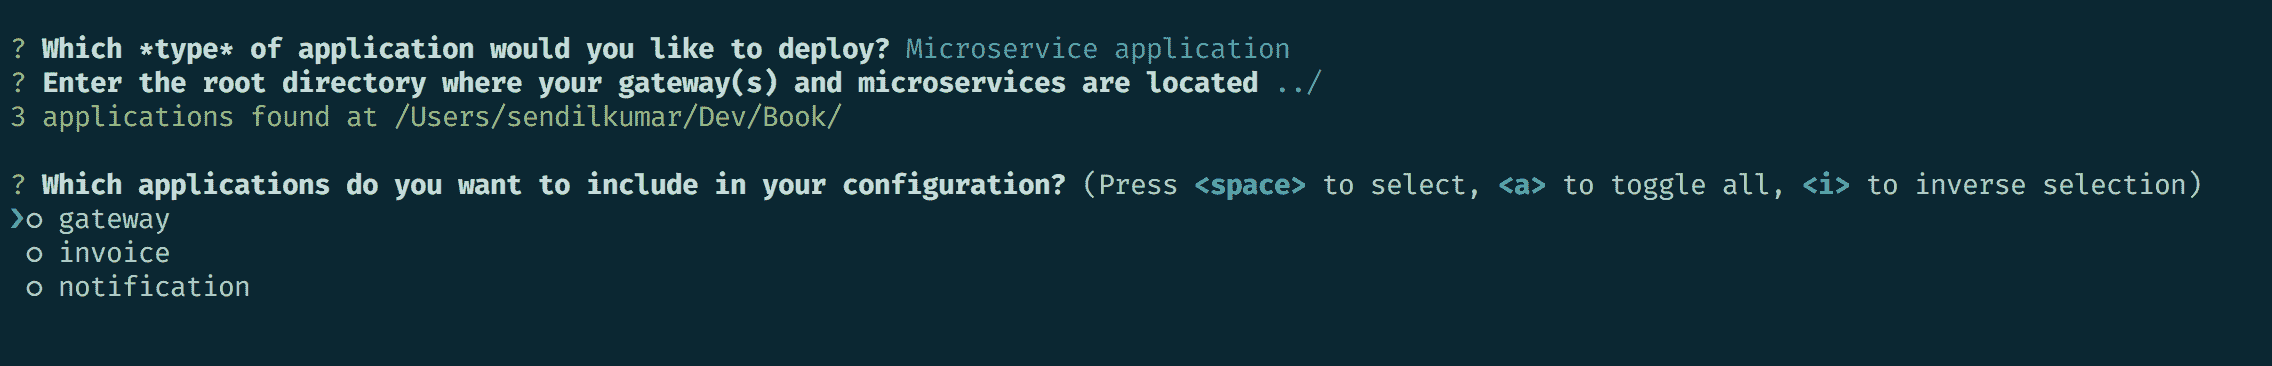 ? Which *type* of application would you like to deploy? Microservice application
? Enter the root directory where your gateway(s) and microservices are located ../
3 applications found at /Users/sendilkumar/Dev/Book/
? Which applications do you want to include in your configuration? (Press <space> to select, <a> to toggle all, <i> to inverse selection)
❯○ gateway
○ invoice
○ notification